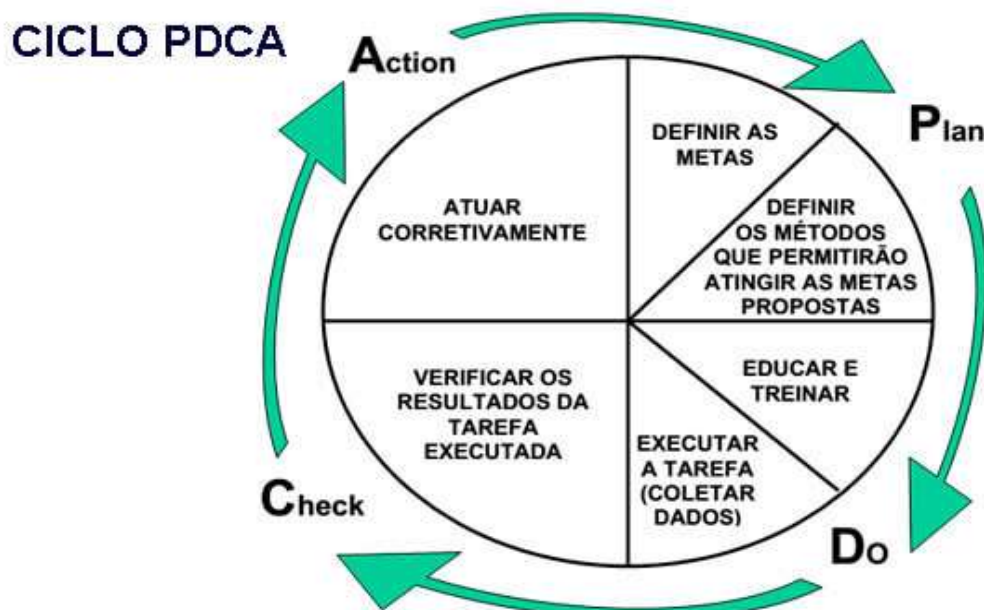 CICLO PDCA
Action
Plan
DEFINIR AS
METAS
DEFINIR
OS MÉTODOS
QUE PERMITIRÃO
ATINGIR AS METAS
PROPOSTAS
ATUAR
CORRETIVAMENTE
EDUCAR E
TREINAR
VERIFICAR OS
RESULTADOS DA
TAREFA
EXECUTADA
EXECUTAR
A TAREFA
(COLETAR
DADOS)
Check
Do